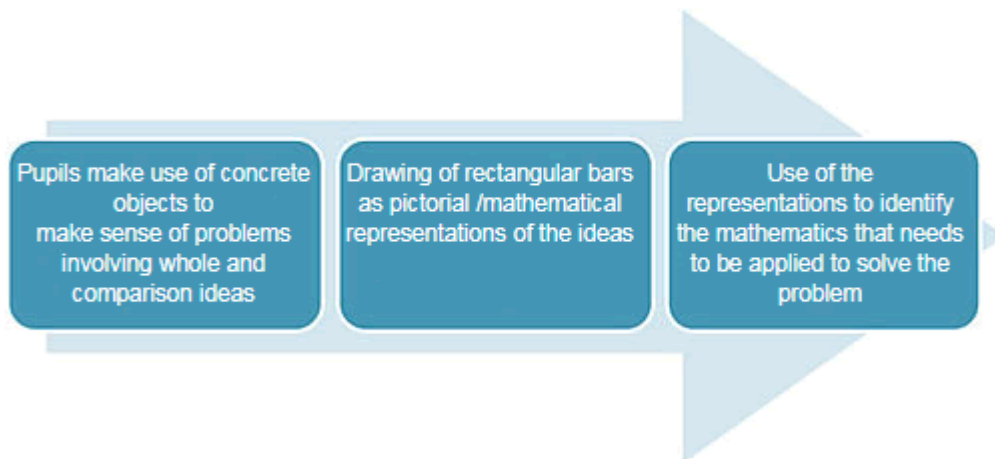 Pupils make use of concrete
objects to
make sense of problems
involving whole and
comparison ideas
Drawing of rectangular bars
as pictorial /mathematical
representations of the ideas
Use of the
representations to identify
the mathematics that needs
to be applied to solve the
problem